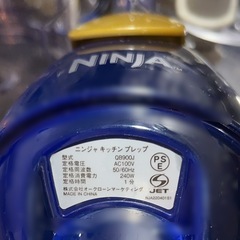 NINJA
ニンジャ キッチン プレップ
型式 QB900J
定格電圧 AC100V
定格周波数 50/60Hz
定格消費電力 240W
定格時間 1 分
株式会社オークローンマーケティング
MADE IN CHINA
PS
E
JET